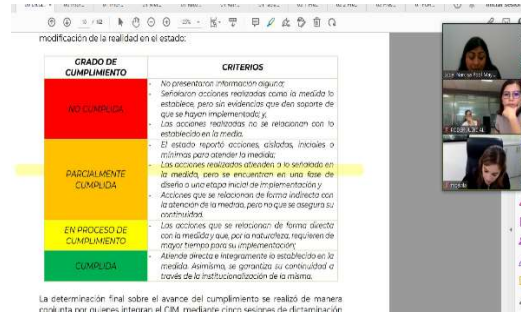 modificación de la realidad en el estado:
GRADO DE
CUMPLIMIENTO
CRITERIOS
NO CUMPLIDA
- No presentaron información alguna;
- Señalaron acciones realizadas como la medida lo
establece, pero sin evidencias que den soporte de
que se hayan implementado; y,
- Las acciones realizadas no se relacionan con lo
establecido en la media.
PARCIALMENTE
CUMPLIDA
- El estado reportó acciones, aisladas, iniciales o
mínimas para atender la medida;
- Las acciones realizadas atienden a lo señalado en
la medida, pero se encuentran en una fase de
diseño o una etapa inicial de implementación y
- Acciones que se relacionan de forma indirecta con
la atención de la medida, pero no que se asegura su
continuidad.
EN PROCESO DE
CUMPLIMIENTO
- Las acciones que se relacionan de forma directa
con la medida y que, por la naturaleza, requieren de
mayor tiempo para su implementación;
CUMPLIDA
- Atiende directa e íntegramente lo establecido en la
medida. Asimismo, se garantiza su continuidad a
través de la institucionalización de la misma.
La determinación final sobre el avance del cumplimiento se realizó de manera
conjunta por quienes integran el GIM, mediante cinco sesiones de dictaminación